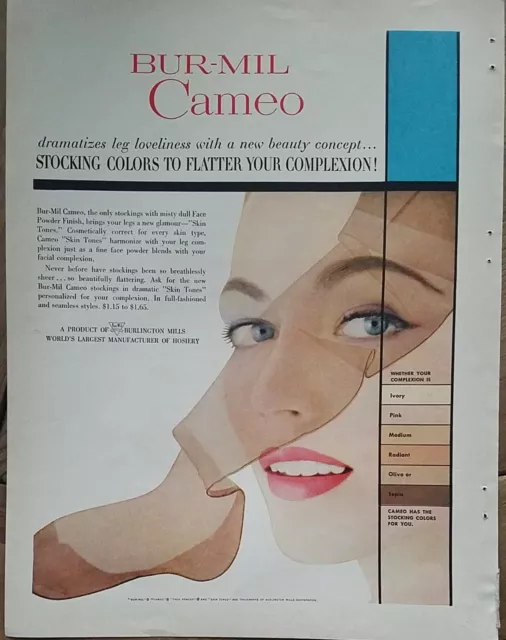 BUR-MIL
Cameo
dramatizes leg loveliness with a new beauty concept...
STOCKING COLORS TO FLATTER YOUR COMPLEXION!
Bur-Mil Cameo, the only stockings with misty dull Face
Powder Finish, brings your legs a new glamour—"Skin
Tones." Cosmetically correct for every skin type,
Cameo "Skin Tones" harmonize with your leg com-
plexion just as a fine face powder blends with your
facial complexion.
Never before have stockings been so breathlessly
sheer...so beautifully flattering. Ask for the new
Bur-Mil Cameo stockings in dramatic "Skin Tones"
personalized for your complexion. In full-fashioned
and seamless styles. $1.15 to $1.65.
A PRODUCT OF BURLINGTON MILLS
WORLD'S LARGEST MANUFACTURER OF HOSIERY
WHETHER YOUR
COMPLEXION IS
Ivory
Pink
Medium
Radiant
Olive or
Sepia
CAMEO HAS THE
STOCKING COLORS
FOR YOU.